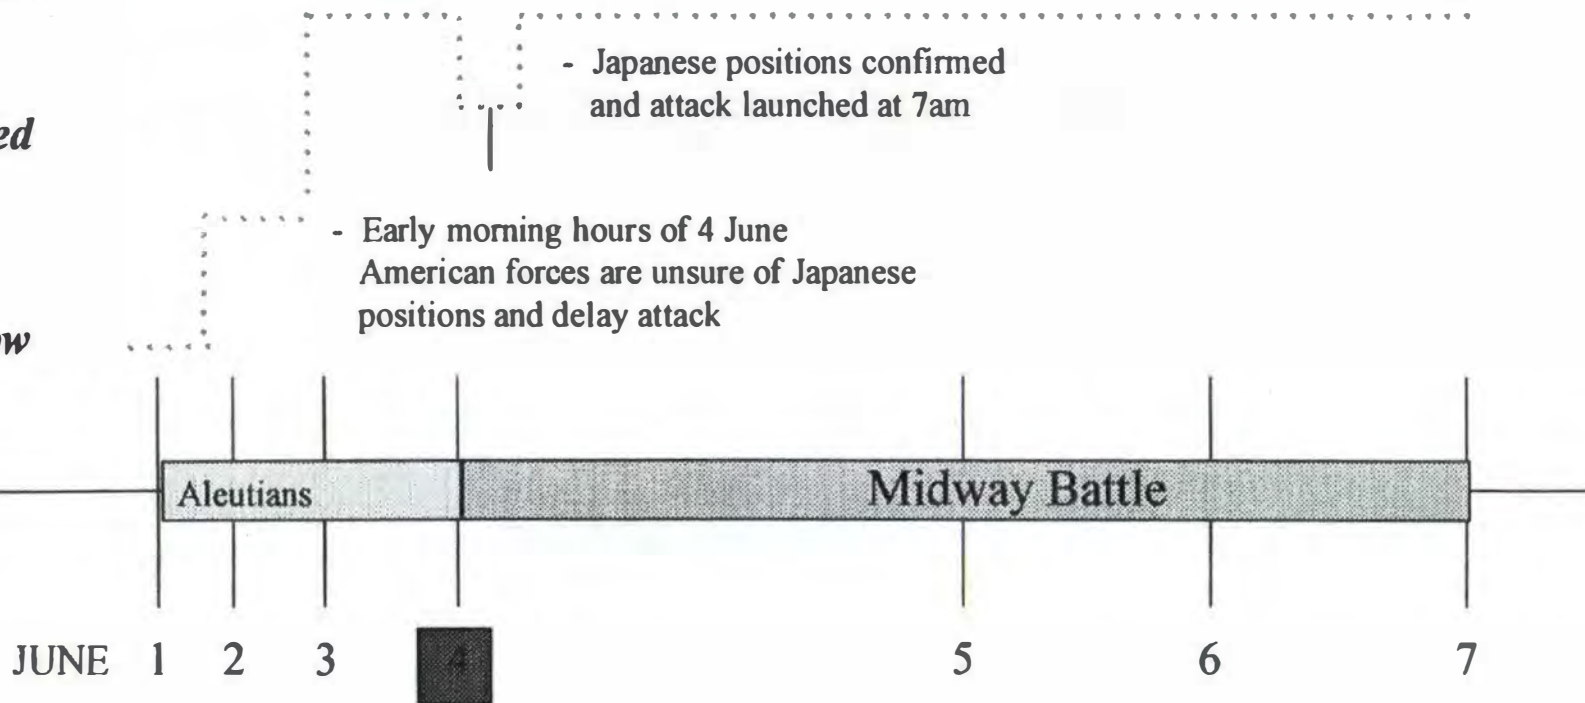 - Japanese positions confirmed
and attack launched at 7am
ed
- Early morning hours of 4 June
American forces are unsure of Japanese
positions and delay attack
w
Aleutians
Midway Battle
JUNE 1 2 3 4 5 6 7